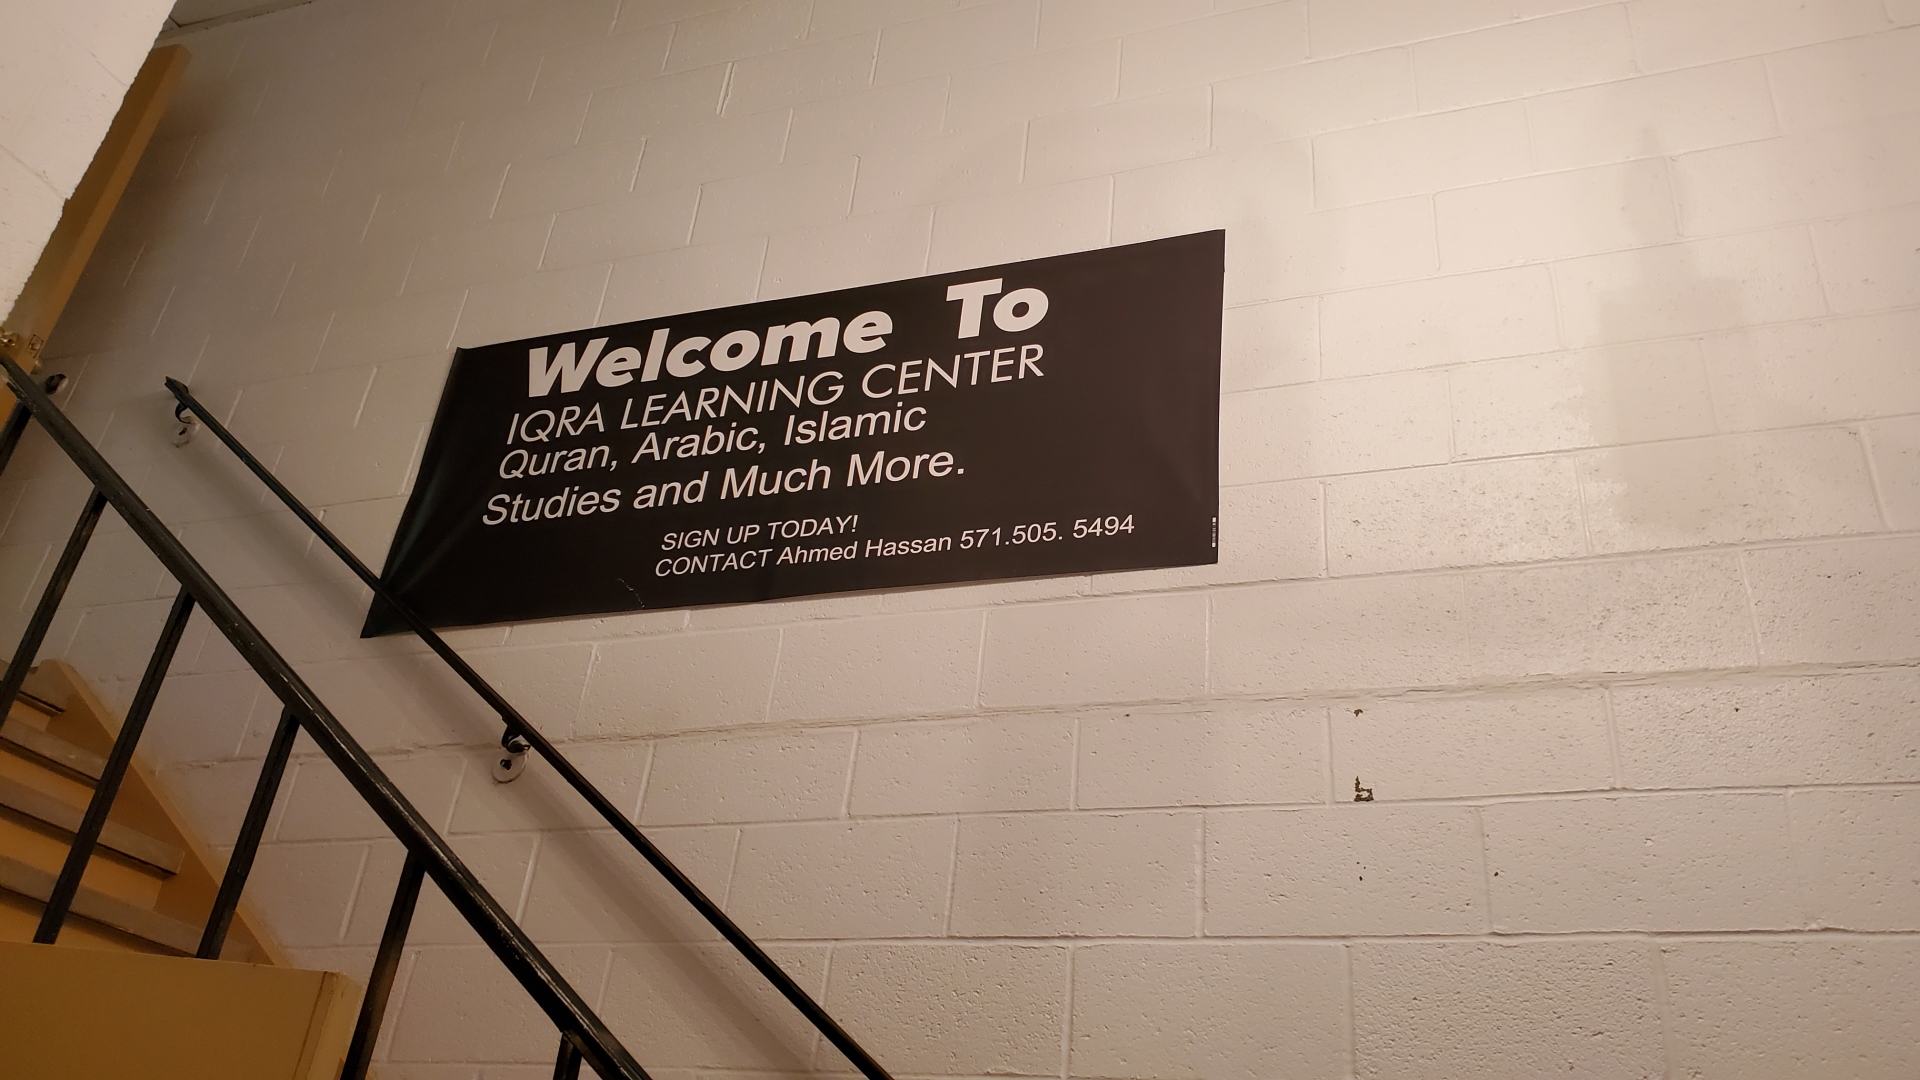 Welcome To
IQRA LEARNING CENTER
Quran, Arabic, Islamic
Studies and Much More.
SIGN UP TODAY!
CONTACT Ahmed Hassan 571.505. 5494